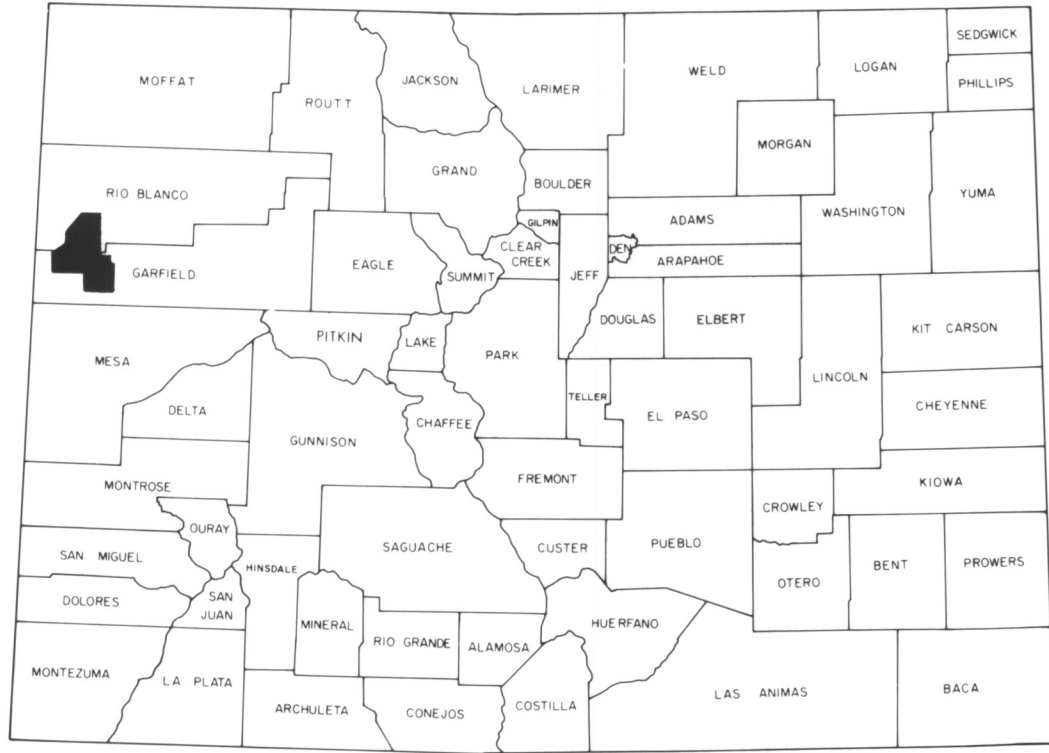 SEDGWICK
MOFFAT
JACKSON
LARIMER
WELD
LOGAN
PHILLIPS
ROUTT
MORGAN
GRAND
BOULDER
RIO BLANCO
YUMA
GILPIN
ADAMS
WASHINGTON
CLEAR
CREEK
DEN
ARAPAHOE
EAGLE
SUMMIT
JEFF
GARFIELD
DOUGLAS
ELBERT
KIT CARSON
PITKIN
LAKE
PARK
MESA
LINCOLN
TELLER
CHEYENNE
DELTA
CHAFFEE
EL PASO
GUNNISON
FREMONT
MONTROSE
KIOWA
CROWLEY
OURAY
SAN MIGUEL
HINSDALE
SAGUACHE
CUSTER
PUEBLO
BENT
PROWERS
OTERO
DOLORES
SAN
JUAN
MINERAL
RIO GRANDE
ALAMOSA
HUERFANO
MONTEZUMA
LA PLATA
ARCHULETA
CONEJOS
COSTILLA
LAS ANIMAS
BACA